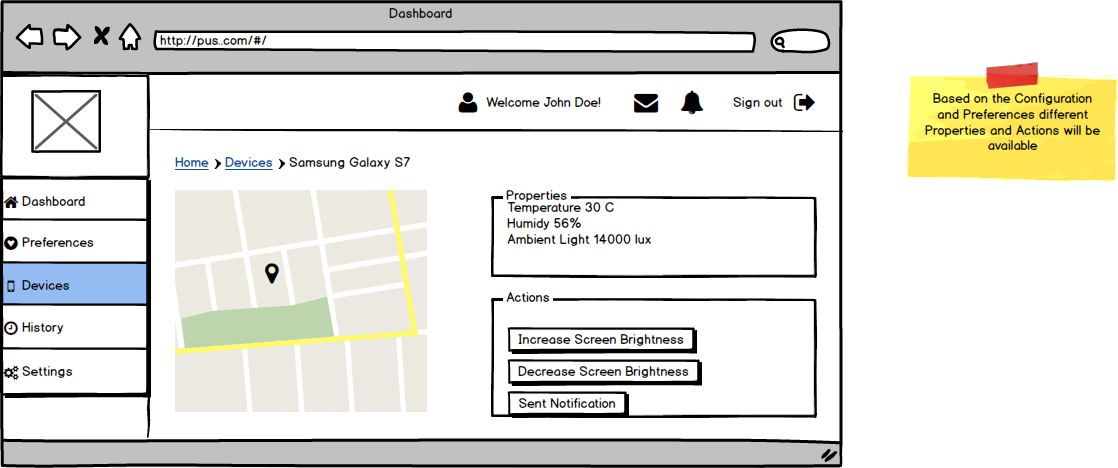 Dashboard
http://pus..com/#/
Welcome John Doe!
Sign out
Home
Devices
Samsung Galaxy S7
Dashboard
Preferences
Devices
History
Settings
Properties
Temperature 30 C
Humidy 56%
Ambient Light 14000 lux
Actions
Increase Screen Brightness
Decrease Screen Brightness
Sent Notification
Based on the Configuration
and Preferences different
Properties and Actions will be
available